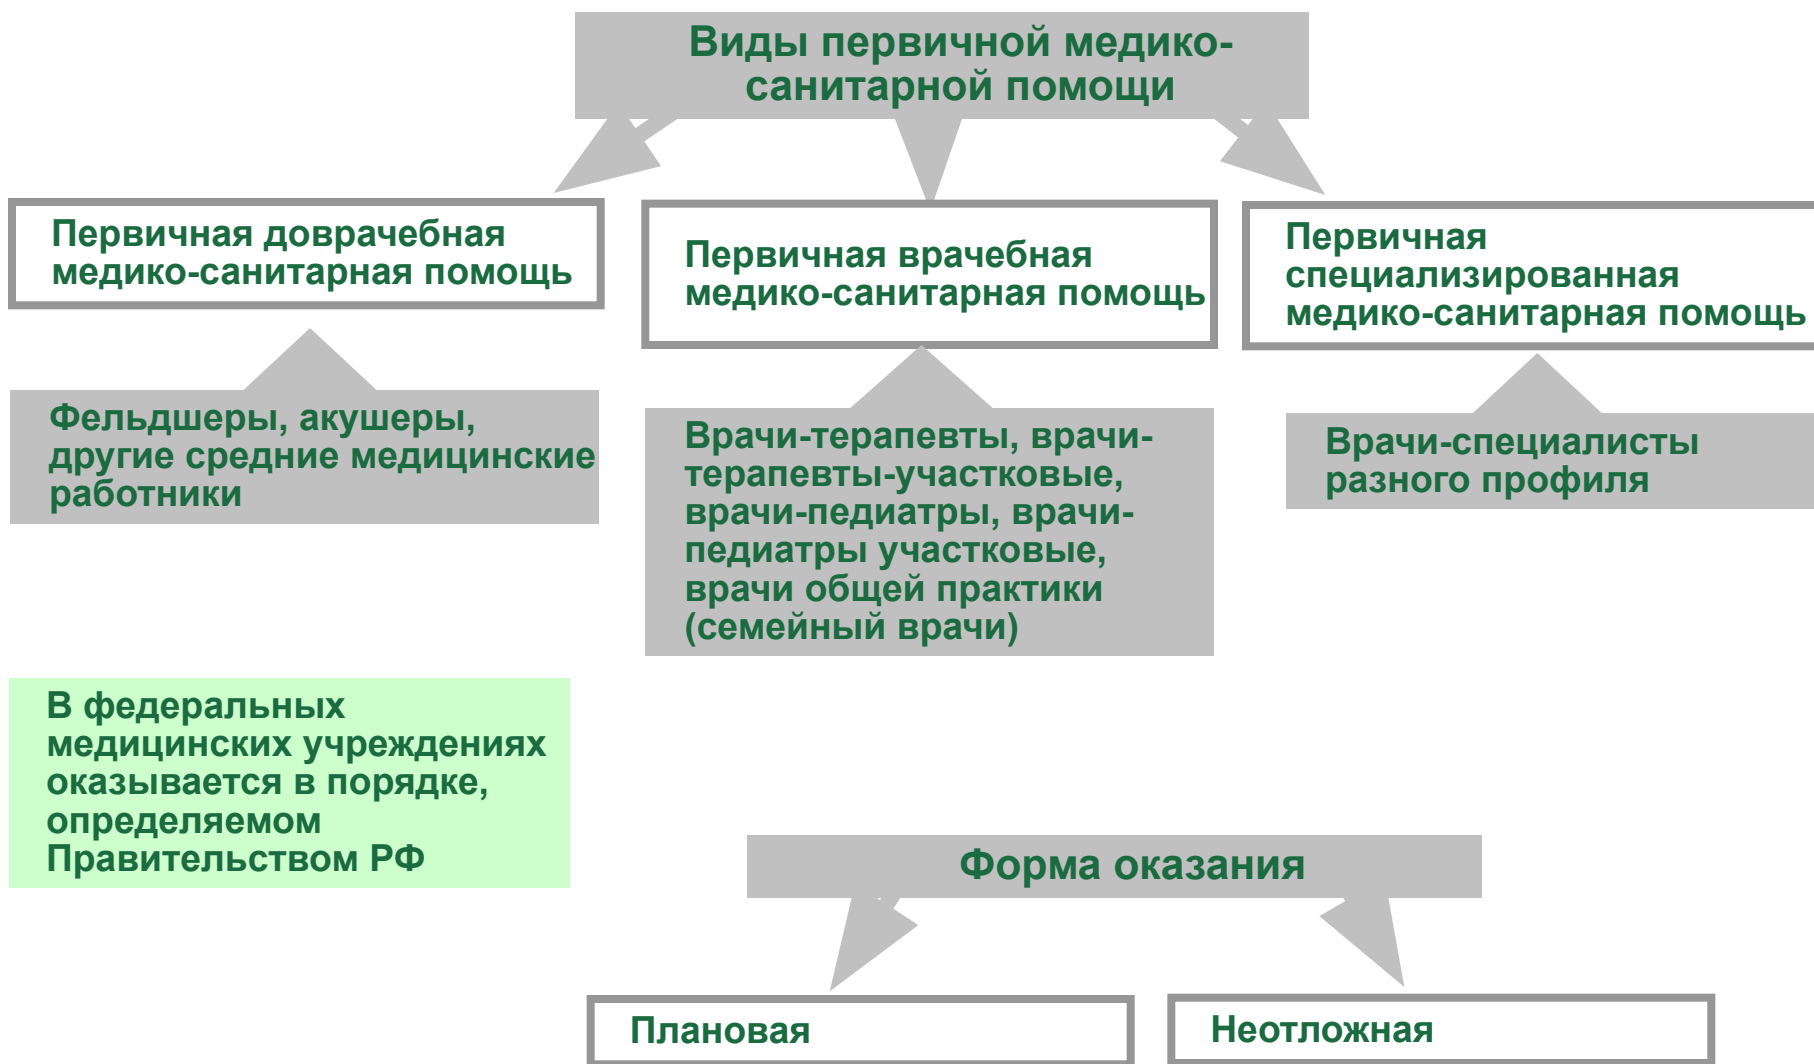 Виды первичной медико-
санитарной помощи
Первичная доврачебная
медико-санитарная помощь
Первичная врачебная
медико-санитарная помощь
Первичная
специализированная
медико-санитарная помощь
Фельдшеры, акушеры,
другие средние медицинские
работники
Врачи-терапевты, врачи-
терапевты-участковые,
врачи-педиатры, врачи-
педиатры участковые,
врачи общей практики
(семейный врачи)
Врачи-специалисты
разного профиля
В федеральных
медицинских учреждениях
оказывается в порядке,
определяемом
Правительством РФ
Форма оказания
Плановая
Неотложная